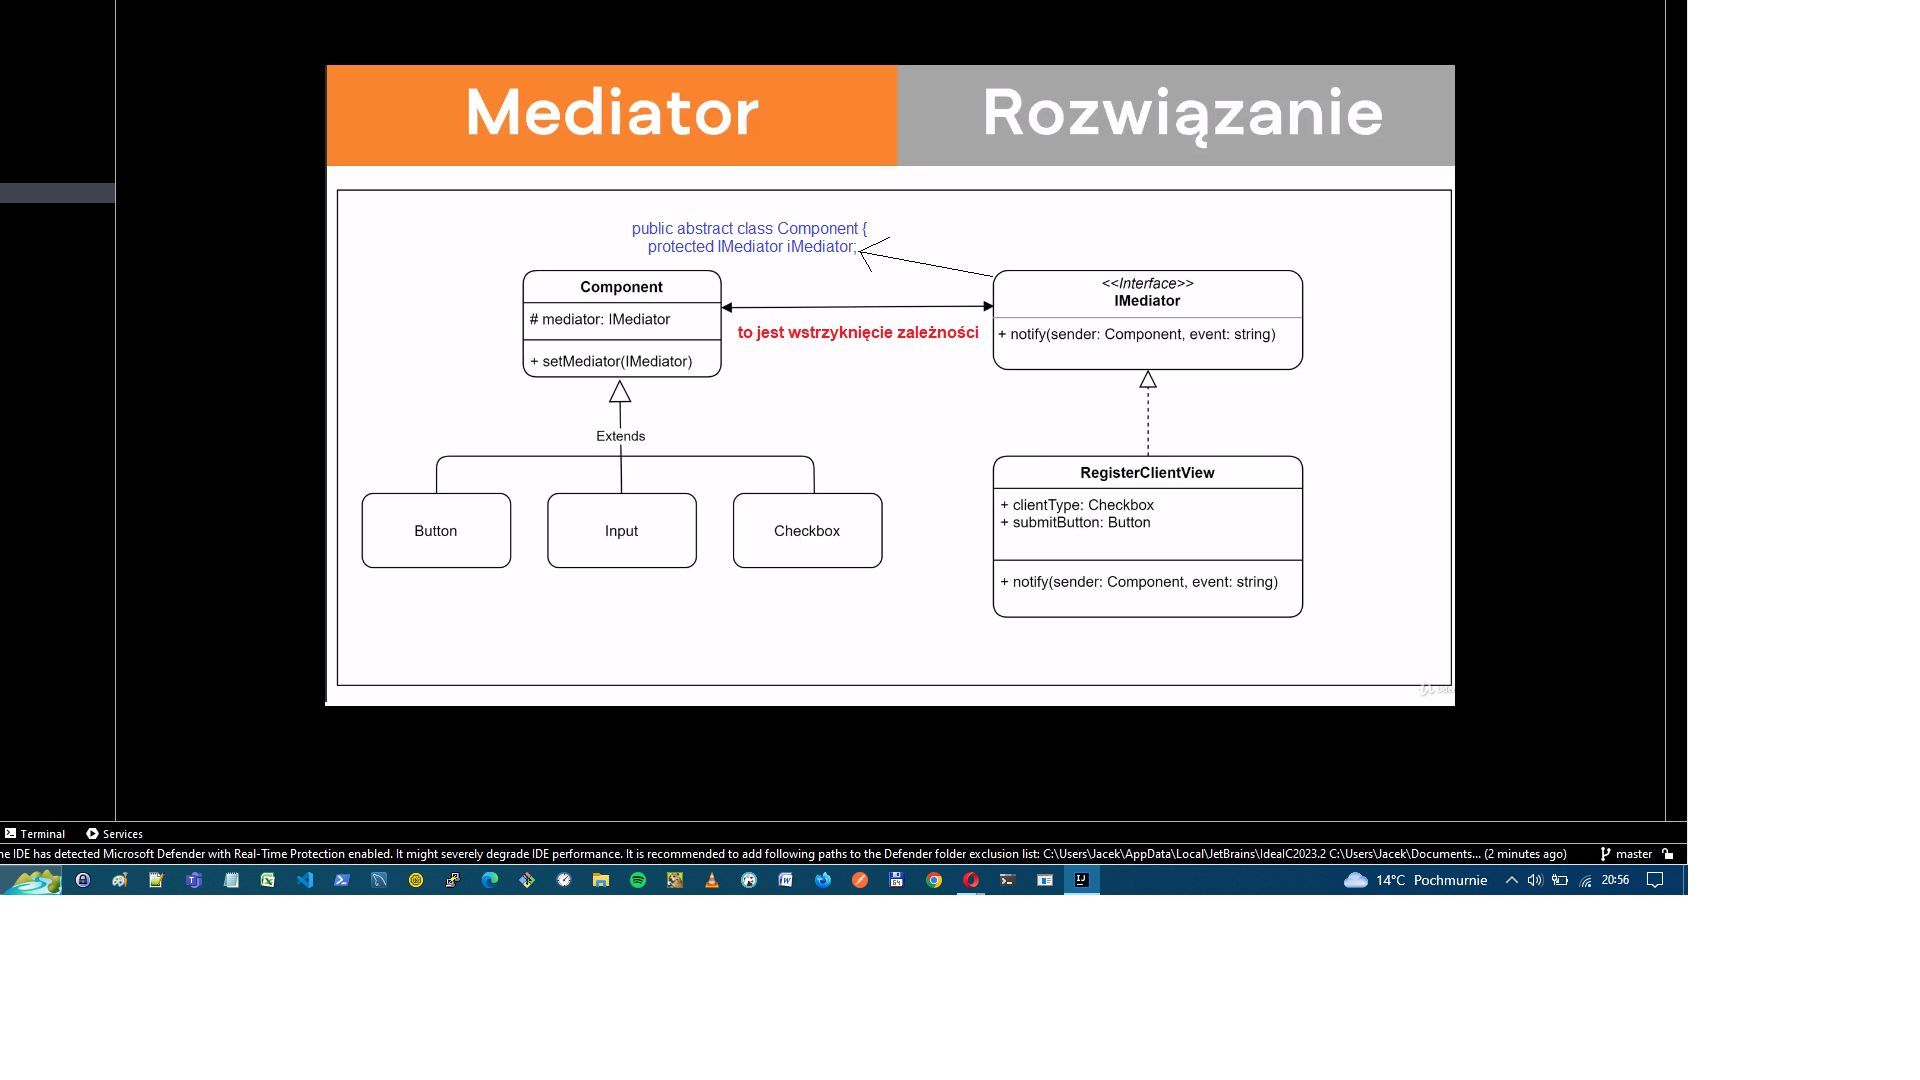 Mediator
Rozwiązanie
public abstract class Component {
protected IMediator iMediator;
Component
# mediator: IMediator
+ setMediator(IMediator)
to jest wstrzyknięcie zależności
<<Interface>>
IMediator
+ notify(sender: Component, event: string)
Extends
Button
Input
Checkbox
RegisterClientView
+ clientType: Checkbox
+ submitButton: Button
+ notify(sender: Component, event: string)
Terminal
Services
he IDE has detected Microsoft Defender with Real-Time Protection enabled. It might severely degrade IDE performance. It is recommended to add following paths to the Defender folder exclusion list: C:\Users\Jacek\AppData\Local\JetBrains\IdeaIC2023.2 C:\Users\Jacek\Documents... (2 minutes ago)
master
14°C Pochmurnie
20:56